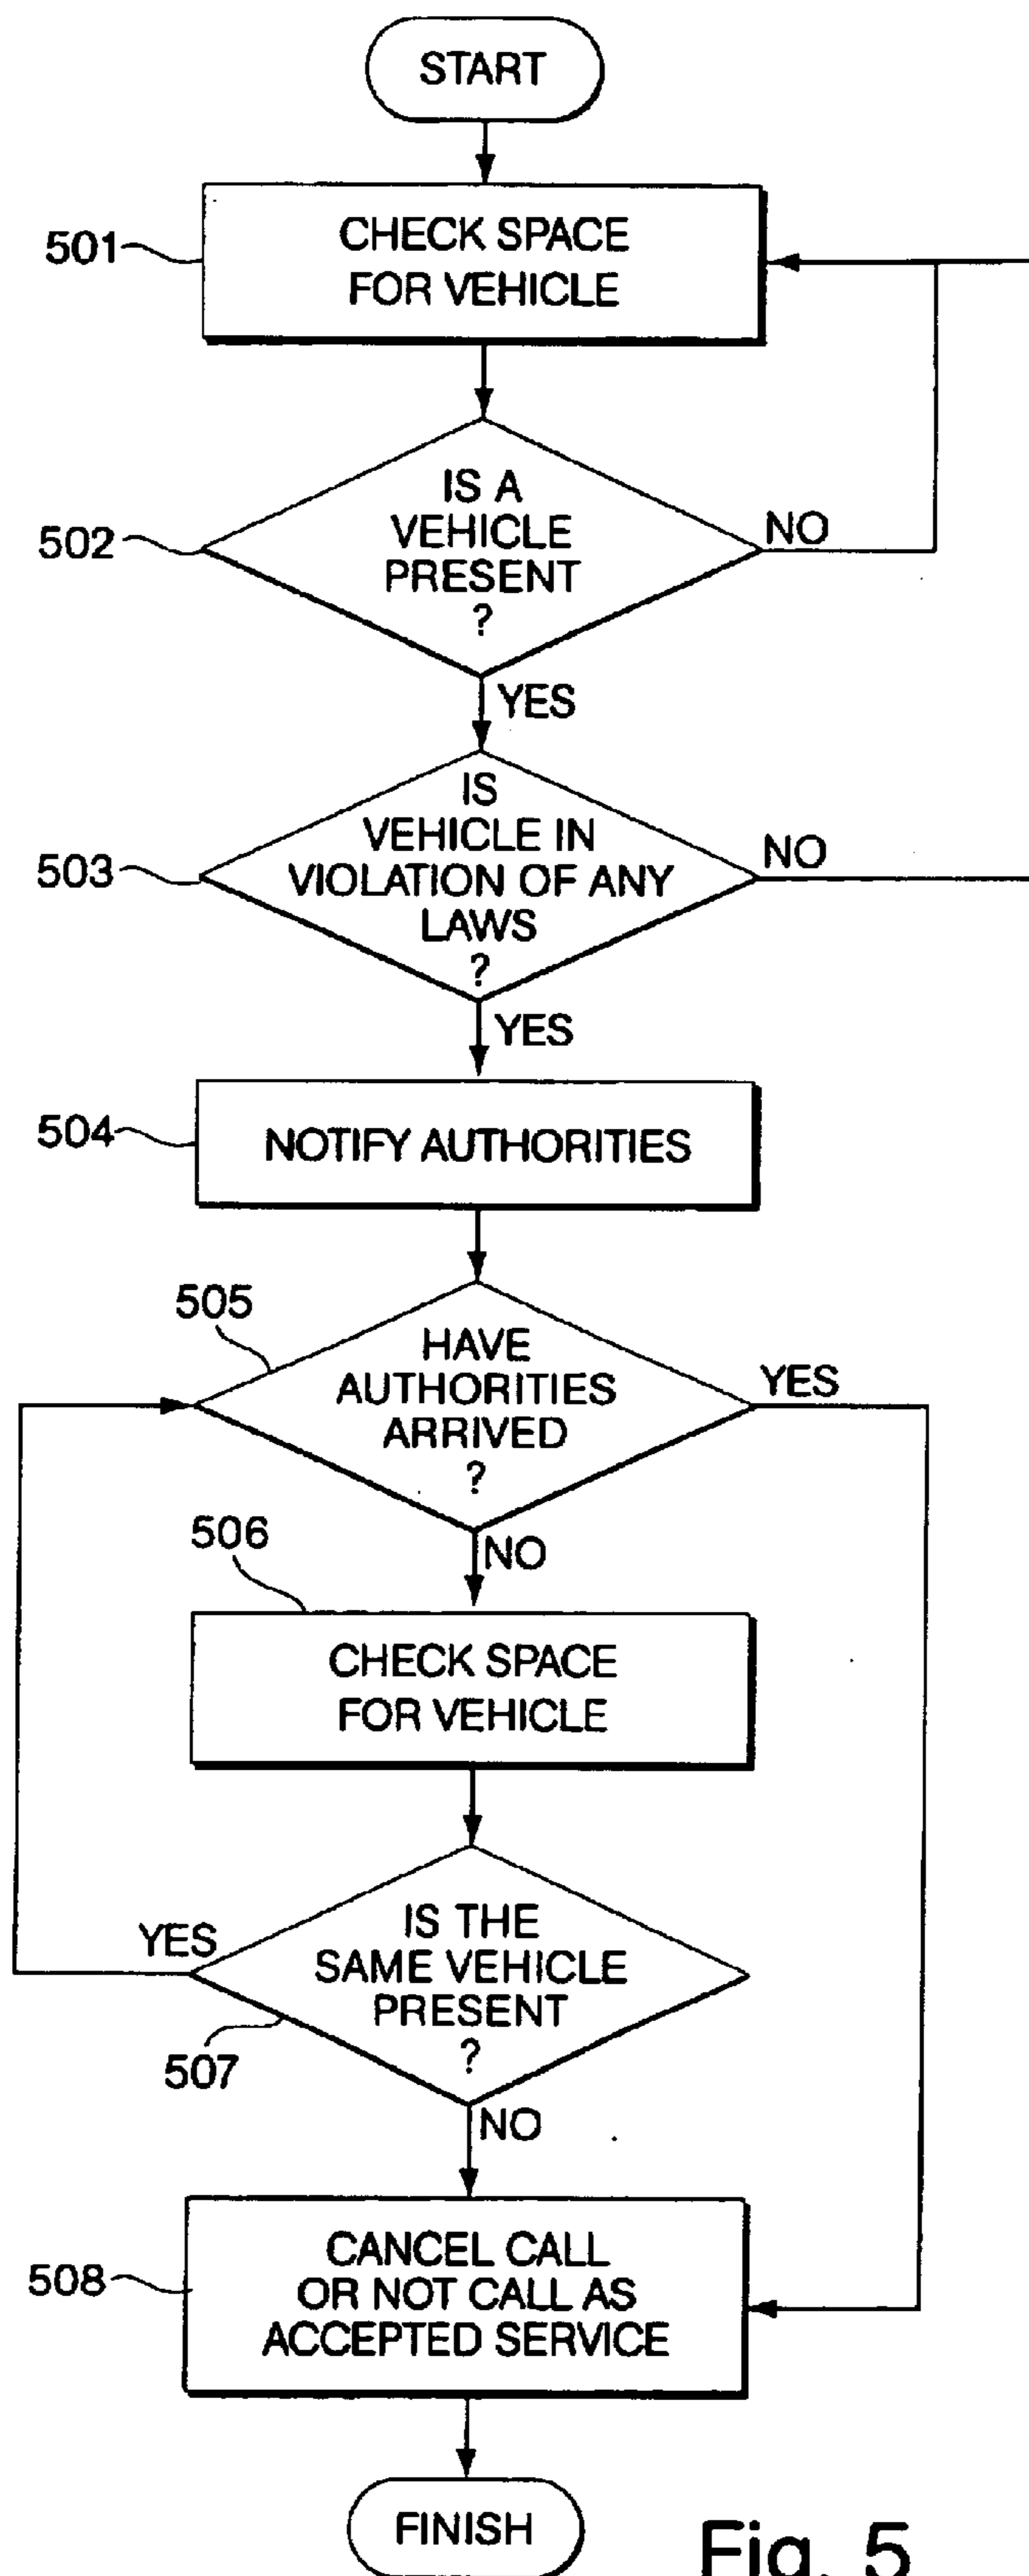 START
501
CHECK SPACE
FOR VEHICLE
502
IS A
VEHICLE
PRESENT
?
NO
YES
503
IS
VEHICLE IN
VIOLATION OF ANY
LAWS
?
NO
YES
504
NOTIFY AUTHORITIES
505
HAVE
AUTHORITIES
ARRIVED
?
YES
NO
506
CHECK SPACE
FOR VEHICLE
YES
IS THE
SAME VEHICLE
PRESENT
?
507
NO
508
CANCEL CALL
OR NOT CALL AS
ACCEPTED SERVICE
FINISH
Fig. 5